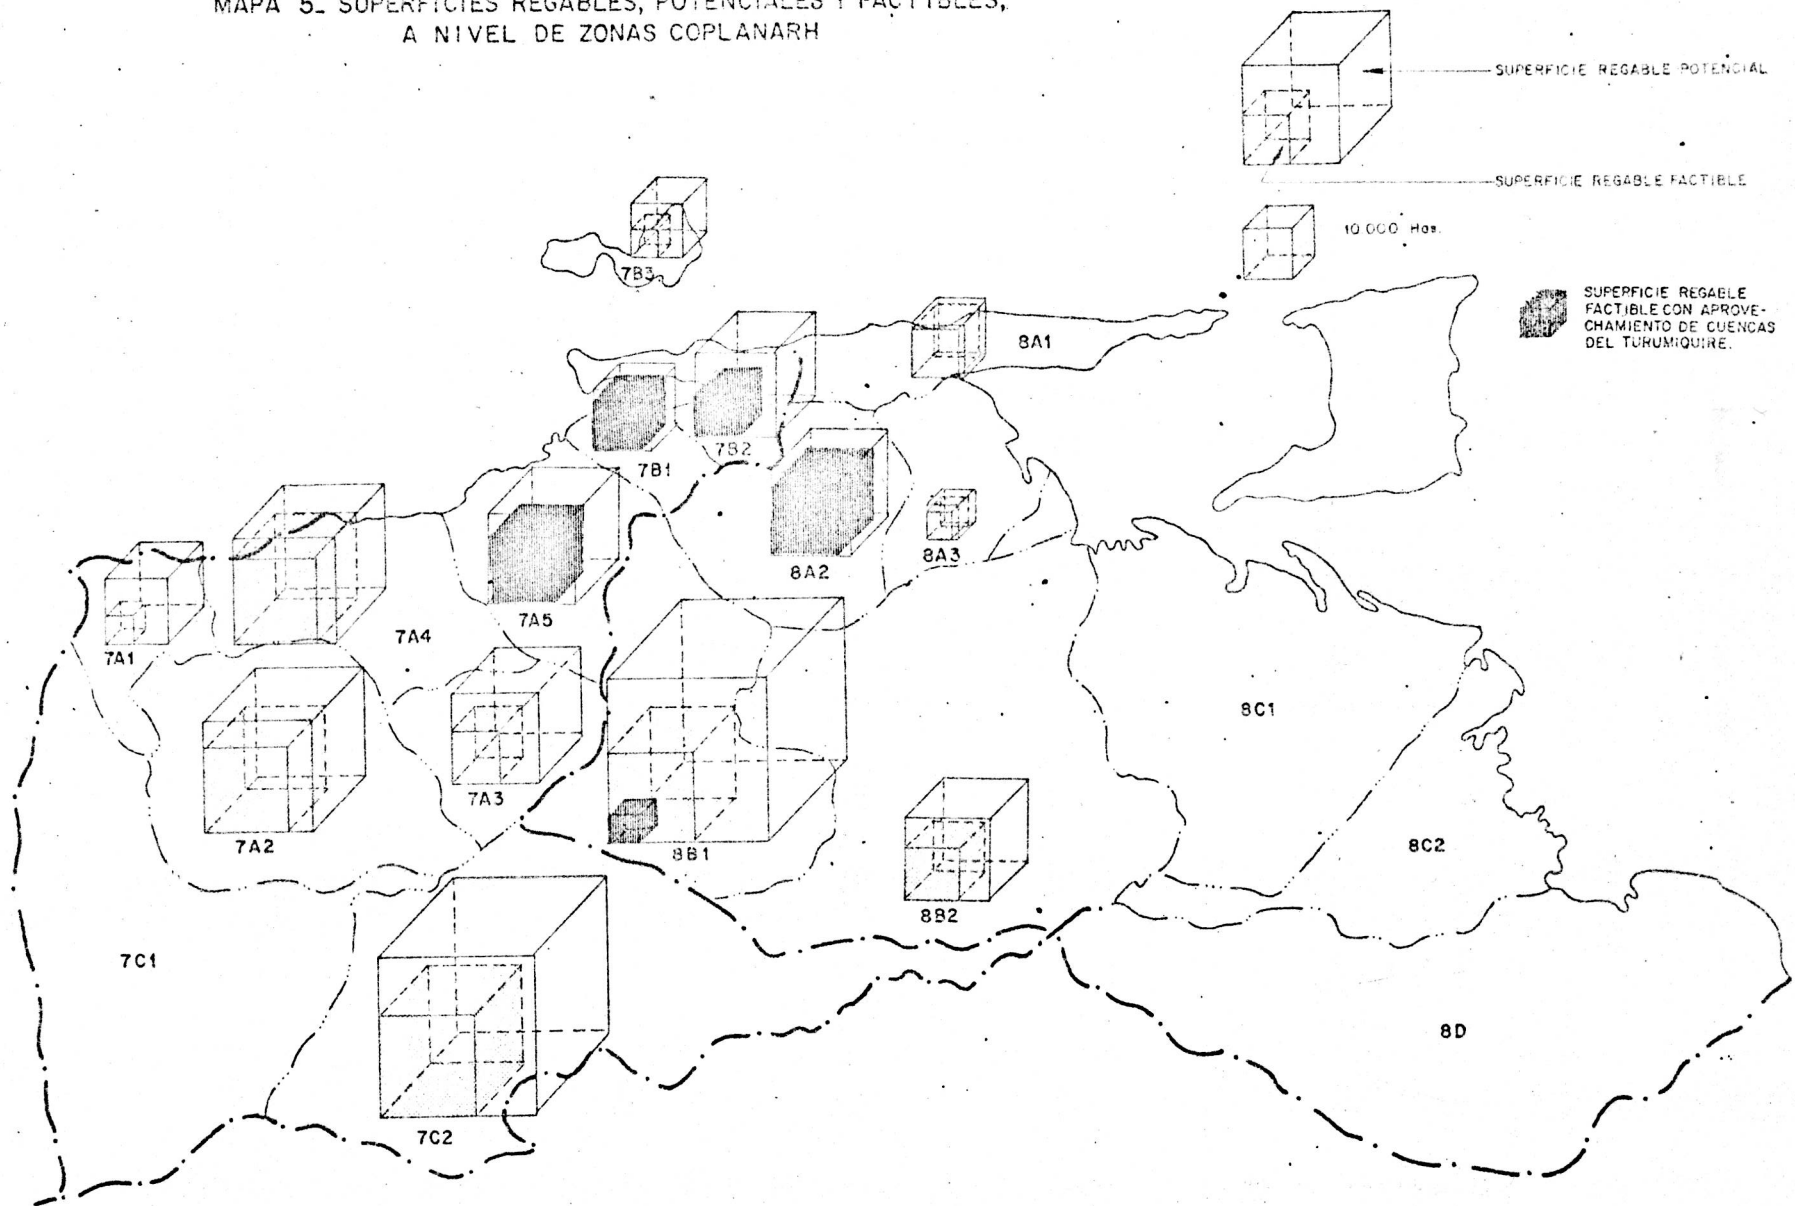 MAPA 5_ SUPERFICIES REGABLES, POTENCIALES Y FACTIBLES,
A NIVEL DE ZONAS COPLANARH
SUPERFICIE REGABLE POTENCIAL
SUPERFICIE REGABLE FACTIBLE
10.000 Has.
SUPERFICIE REGABLE
FACTIBLE CON APROVE-
CHAMIENTO DE CUENCAS
DEL TURUMIQUIRE.
7B3
8A1
7B1
7B2
8A2
8A3
7A1
7A4
7A5
7A2
7A3
8B1
8B2
8C1
8C2
7C1
7C2
8D